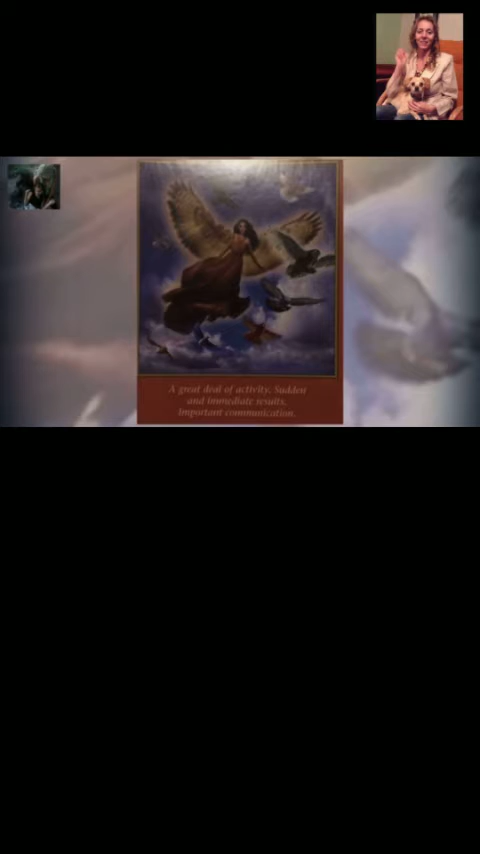 A great deal of activity. Sudden
and immediate results.
Important communication.